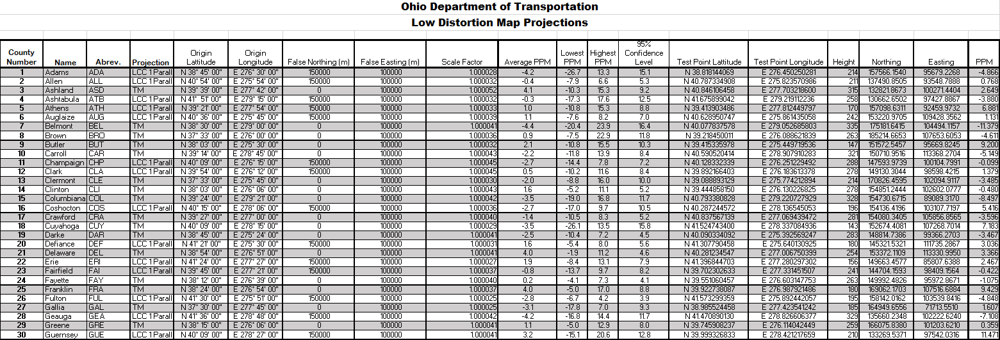 Ohio Department of Transportation
Low Distortion Map Projections
County Number Name Abrev. Projection Origin Lattitude Origin Longitude False Northing (m) False Easting (m) Scale Factor Average PPM Lowest PPM Highest PPM 95% Confidence Level Test Point Lattitude Test Point Longitude Height Northing Easting PPM
1 Adams ADA LCC 1 Parall N 38° 45' 00" E 276° 30' 00" 150000 100000 1.000028 -4.2 -26.7 13.3 15.1 N 38.818144069 E 276.450250281 214 157566.1540 95679.2268 -4.866
2 Allen ALL LCC 1 Parall N 40° 54' 00" E 275° 54' 00" 150000 100000 1.000032 -0.4 -7.9 6.6 5.3 N 40.787334908 E 275.823570986 211 137490.8505 93548.7888 0.768
3 Ashland ASD TM N 39° 39' 00" E 277° 42' 00" 0 100000 1.000052 4.1 -10.3 15.3 9.2 N 40.846106458 E 277.703218600 315 132821.8673 100271.4404 2.649
4 Ashtabula ATB LCC 1 Parall N 41° 51' 00" E 279° 15' 00" 150000 100000 1.000032 -0.3 -17.3 17.6 12.5 N 41.675899042 E 279.219112236 258 130662.6502 97427.8867 -3.880
5 Athens ATH LCC 1 Parall N 39° 21' 00" E 277° 54' 00" 150000 100000 1.000033 1.0 -10.8 15.3 8.8 N 39.413903486 E 277.812449797 170 157098.6311 92459.9732 6.881
6 Auglaize AUG LCC 1 Parall N 40° 36' 00" E 275° 45' 00" 150000 100000 1.000039 1.1 -7.6 8.2 7.0 N 40.628950747 E 275.861435058 242 153220.9705 109428.3562 1.131
7 Belmont BEL TM N 38° 30' 00" E 279° 00' 00" 0 100000 1.000041 -4.4 -20.4 23.9 16.4 N 40.077837578 E 279.052685803 335 175181.6415 104494.1157 -11.379
8 Brown BRO TM N 37° 33' 00" E 276° 00' 00" 0 100000 1.000036 0.9 -7.5 22.9 11.8 N 39.218450011 E 276.088621839 263 185214.6653 107653.6053 -4.611
9 Butler BUT TM N 38° 03' 00" E 275° 30' 00" 0 100000 1.000032 2.1 -10.8 15.5 10.3 N 39.415335978 E 275.449719536 147 151572.5457 95669.8245 9.200
10 Carroll CAR TM N 39° 14' 00" E 278° 45' 00" 0 100000 1.000043 -2.2 -11.8 13.9 8.4 N 40.590520414 E 278.907910283 321 150710.9516 113368.2704 -5.149
11 Champaign CHP LCC 1 Parall N 40° 09' 00" E 276° 15' 00" 150000 100000 1.000045 -2.7 -14.4 7.8 7.2 N 40.128332339 E 276.251229492 288 147593.9739 100104.7991 -0.099
12 Clark CLA LCC 1 Parall N 39° 54' 00" E 276° 12' 00" 150000 100000 1.000045 0.5 -10.2 11.6 8.4 N 39.892166403 E 276.183613378 278 149130.3044 98598.4215 1.379
13 Clermont CLE TM N 37° 33' 00" E 275° 45' 00" 0 100000 1.000030 -2.0 -8.8 16.0 10.0 N 39.088893129 E 275.774212894 214 170826.4595 102094.9117 -3.485
14 Clinton CLI TM N 38° 03' 00" E 276° 06' 00" 0 100000 1.000043 1.6 -5.2 11.1 5.2 N 39.444858150 E 276.130226825 278 154851.2444 102602.0777 -0.480
15 Columbiana COL TM N 39° 24' 00" E 279° 21' 00" 0 100000 1.000042 -3.5 -19.0 16.8 11.7 N 40.793380828 E 279.220727929 328 154730.6715 89089.3170 -8.497
16 Coshocton COS LCC 1 Parall N 40° 15' 00" E 278° 06' 00" 150000 100000 1.000036 -2.7 -17.0 9.7 10.5 N 40.287244572 E 278.136545053 196 154136.4196 103107.7197 5.416
17 Crawford CRA TM N 39° 27' 00" E 277° 00' 00" 0 100000 1.000044 -1.4 -10.5 8.3 5.2 N 40.837567139 E 277.069439472 281 154080.3405 105856.8565 -3.596
18 Cuyahoga CUY TM N 40° 09' 00" E 278° 15' 00" 0 100000 1.000029 -3.5 -26.1 13.5 15.8 N 41.524743400 E 278.337084936 143 152674.4081 107268.7014 7.183
19 Darke DAR TM N 38° 45' 00" E 275° 24' 00" 0 100000 1.000041 -2.5 -10.4 7.2 4.5 N 40.090334092 E 275.392569247 283 148814.7386 99366.2703 -3.467
20 Defiance DEF LCC 1 Parall N 41° 21' 00" E 275° 30' 00" 150000 100000 1.000031 1.6 -5.4 8.0 5.6 N 41.307790458 E 275.640130925 180 145321.5321 111735.2867 3.036
21 Delaware DEL TM N 38° 54' 00" E 276° 51' 00" 0 100000 1.000041 4.0 -1.9 11.2 4.6 N 40.281234547 E 277.006750399 254 153372.1109 113330.9950 3.366
22 Erie ERI LCC 1 Parall N 41° 24' 00" E 277° 27' 00" 150000 100000 1.000027 1.9 -8.4 13.1 7.9 N 41.396844703 E 277.280297302 156 149663.4577 85807.6388 2.467
23 Fairfield FAI LCC 1 Parall N 39° 45' 00" E 277° 21' 00" 150000 100000 1.000037 -0.8 -13.7 9.7 8.2 N 39.702302633 E 277.331451507 241 144704.1593 98409.1564 -0.422
24 Fayette FAY TM N 38° 12' 00" E 276° 39' 00" 0 100000 1.000040 0.2 -4.1 7.3 4.1 N 39.551060457 E 276.603147753 263 149992.4826 95972.8671 -1.075
25 Franklin FRA TM N 38° 24' 00" E 276° 54' 00" 0 100000 1.000037 4.0 -5.0 17.0 8.8 N 39.922738087 E 276.987921486 180 169062.1703 107516.6884 9.429
26 Fulton FUL LCC 1 Parall N 41° 30' 00" E 275° 51' 00" 150000 100000 1.000025 -2.8 -6.7 4.2 3.9 N 41.573299359 E 275.892442057 195 158142.0162 103539.8416 -4.848
27 Gallia GAL TM N 37° 30' 00" E 277° 45' 00" 0 100000 1.000025 -3.1 -17.8 7.0 9.3 N 38.985524458 E 277.423541242 185 164949.6556 71713.5510 1.607
28 Geauga GEA LCC 1 Parall N 41° 36' 00" E 278° 48' 00" 150000 100000 1.000042 -4.2 -16.8 14.4 11.7 N 41.470890130 E 278.826606377 329 135660.2348 102222.6240 -7.108
29 Greene GRE TM N 38° 15' 00" E 276° 06' 00" 0 100000 1.000041 1.1 -5.0 12.9 8.0 N 39.745908237 E 276.114042449 259 166075.8380 101203.6210 0.359
30 Guernsey GUE LCC 1 Parall N 40° 09' 00" E 278° 27' 00" 150000 100000 1.000041 3.2 -15.1 20.6 12.8 N 39.999326833 E 278.421217659 210 133269.5371 97542.0316 11.471